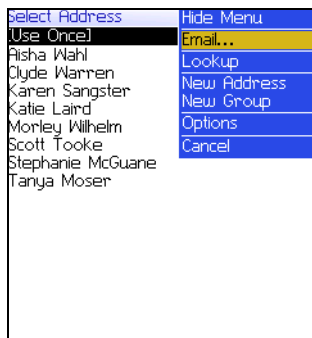 Select Address
[Use Once]
Aisha Wahl
Clyde Warren
Karen Sangster
Katie Laird
Morley Wilhelm
Scott Tooke
Stephanie McGuane
Tanya Moser
Hide Menu
Email...
Lookup
New Address
New Group
Options
Cancel